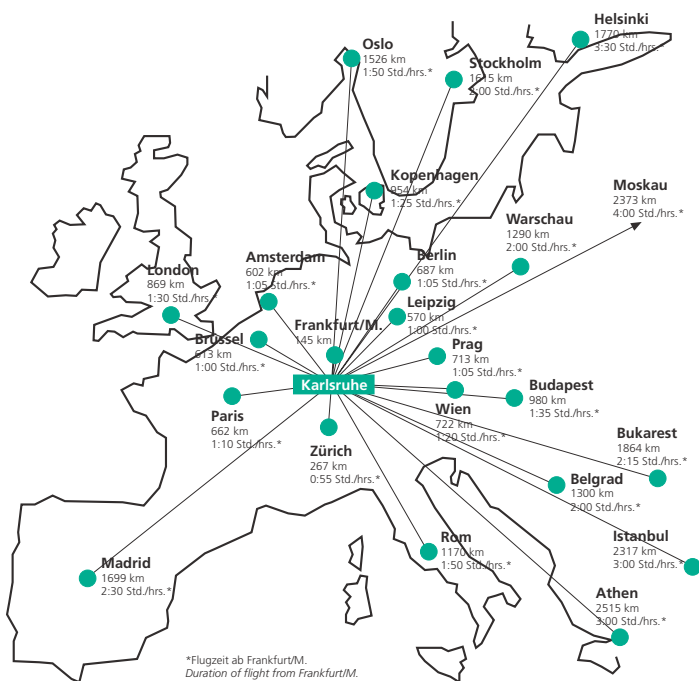 Helsinki
1770 km
3:30 Std./hrs.*
Oslo
1526 km
1:50 Std./hrs.*
Stockholm
1615 km
2:00 Std./hrs.*
Kopenhagen
954 km
1:25 Std./hrs.*
Moskau
2373 km
4:00 Std./hrs.*
Warschau
1290 km
2:00 Std./hrs.*
Berlin
687 km
1:05 Std./hrs.*
Amsterdam
602 km
1:05 Std./hrs.*
London
869 km
1:30 Std./hrs.*
Leipzig
570 km
1:00 Std./hrs.*
Frankfurt/M.
145 km
Brüssel
613 km
1:00 Std./hrs.*
Prag
713 km
1:05 Std./hrs.*
Karlsruhe
Budapest
980 km
1:35 Std./hrs.*
Wien
722 km
1:20 Std./hrs.*
Paris
662 km
1:10 Std./hrs.*
Bukarest
1864 km
2:15 Std./hrs.*
Zürich
267 km
0:55 Std./hrs.*
Belgrad
1300 km
2:00 Std./hrs.*
Istanbul
2317 km
3:00 Std./hrs.*
Rom
1170 km
1:50 Std./hrs.*
Madrid
1699 km
2:30 Std./hrs.*
Athen
2515 km
3:00 Std./hrs.*
*Flugzeit ab Frankfurt/M.
Duration of flight from Frankfurt/M.